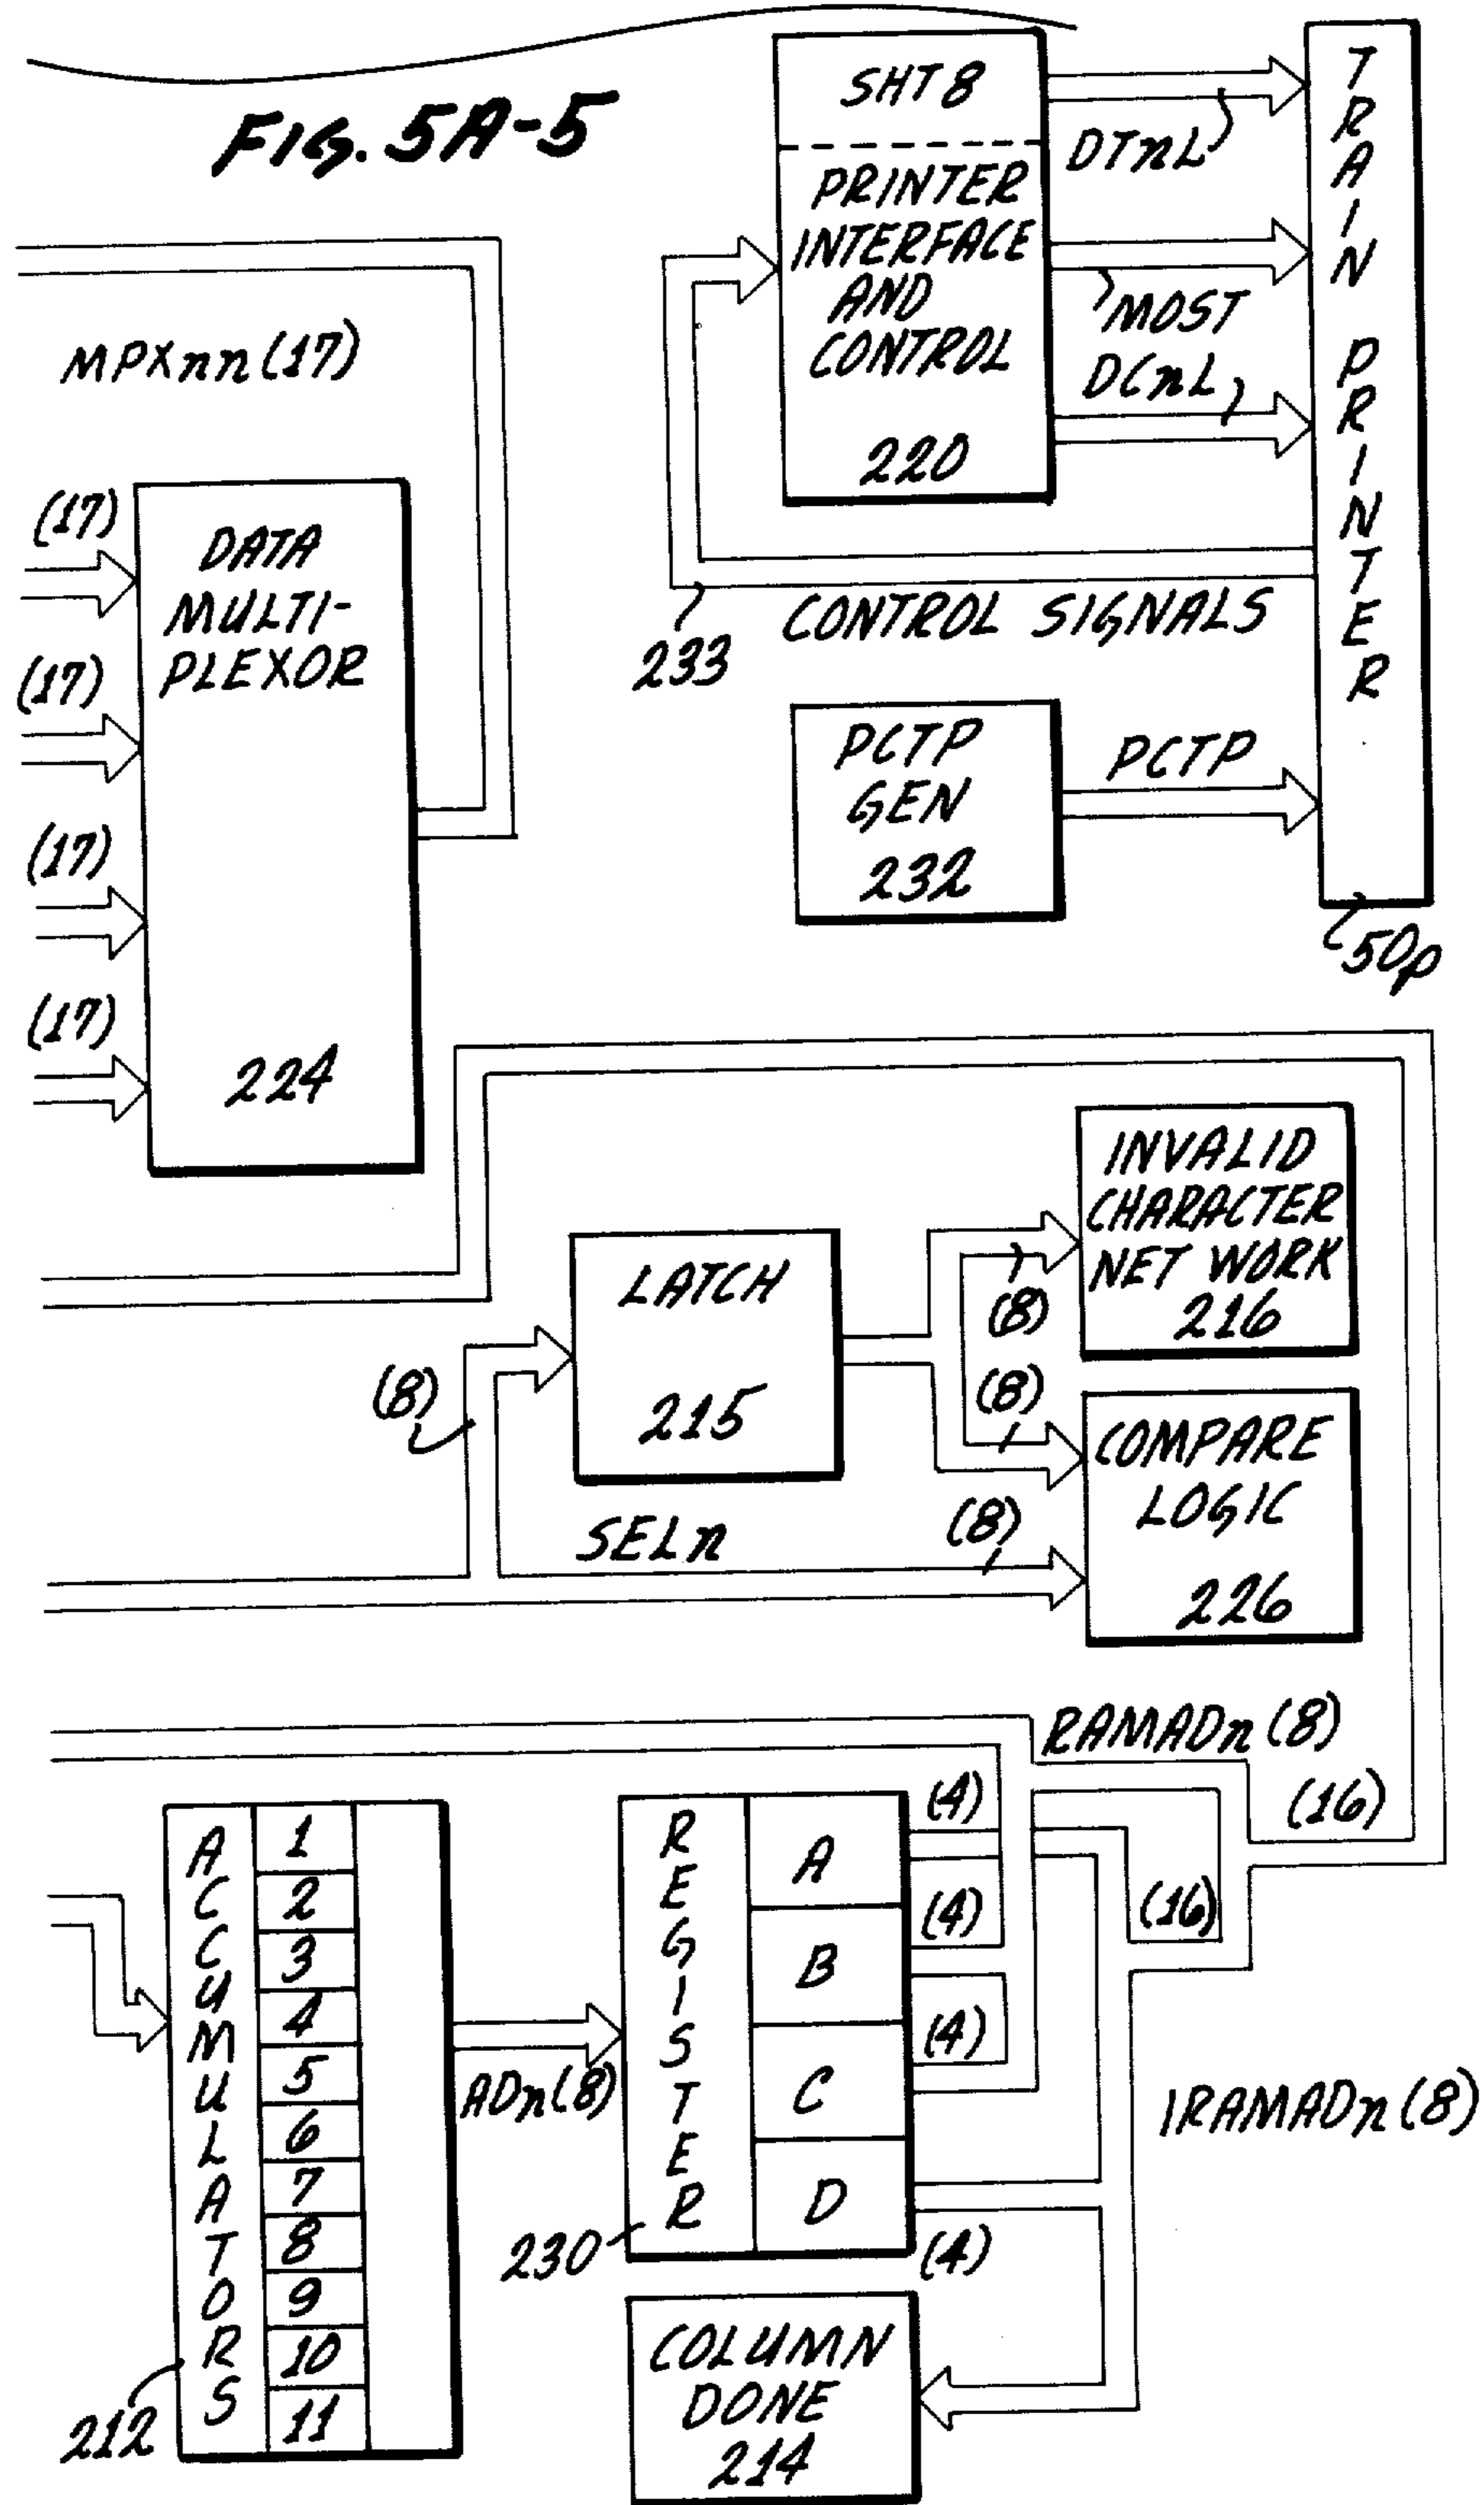 FIG. 5A-5
SHT 8
PRINTER
INTERFACE
AND
CONTROL
220
DTnL
MOST
DCnL
TRAIN PRINTER
50p
MPXnn(17)
(17)
(17)
(17)
(17)
DATA
MULTI-
PLEXOR
224
233
CONTROL SIGNALS
PCTP
GEN
232
PCTP
LATCH
215
(8)
INVALID
CHARACTER
NET WORK
216
(8)
(8)
COMPARE
LOGIC
226
SELn
(8)
RAMADn(8)
(16)
(16)
ACCUMULATORS
1
2
3
4
5
6
7
8
9
10
11
212
ADn(8)
REGISTER
A
B
C
D
230
(4)
(4)
(4)
(4)
IRAMADn(8)
COLUMN
DONE
214